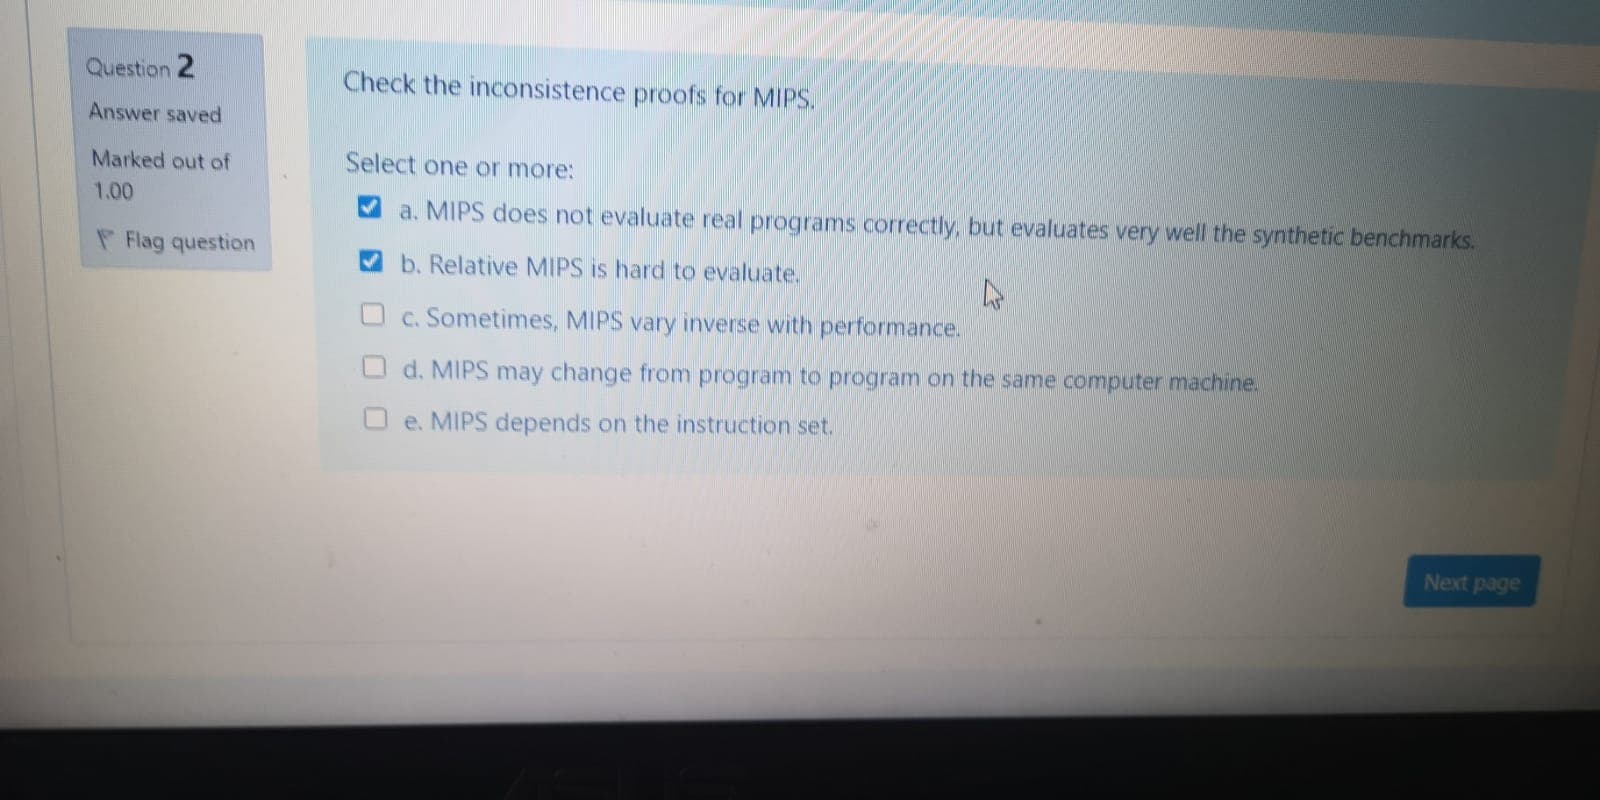 Question 2
Answer saved
Marked out of
1.00
Flag question
Check the inconsistence proofs for MIPS.
Select one or more:
a. MIPS does not evaluate real programs correctly, but evaluates very well the synthetic benchmarks.
b. Relative MIPS is hard to evaluate.
c. Sometimes, MIPS vary inverse with performance.
d. MIPS may change from program to program on the same computer machine.
e. MIPS depends on the instruction set.
Next page